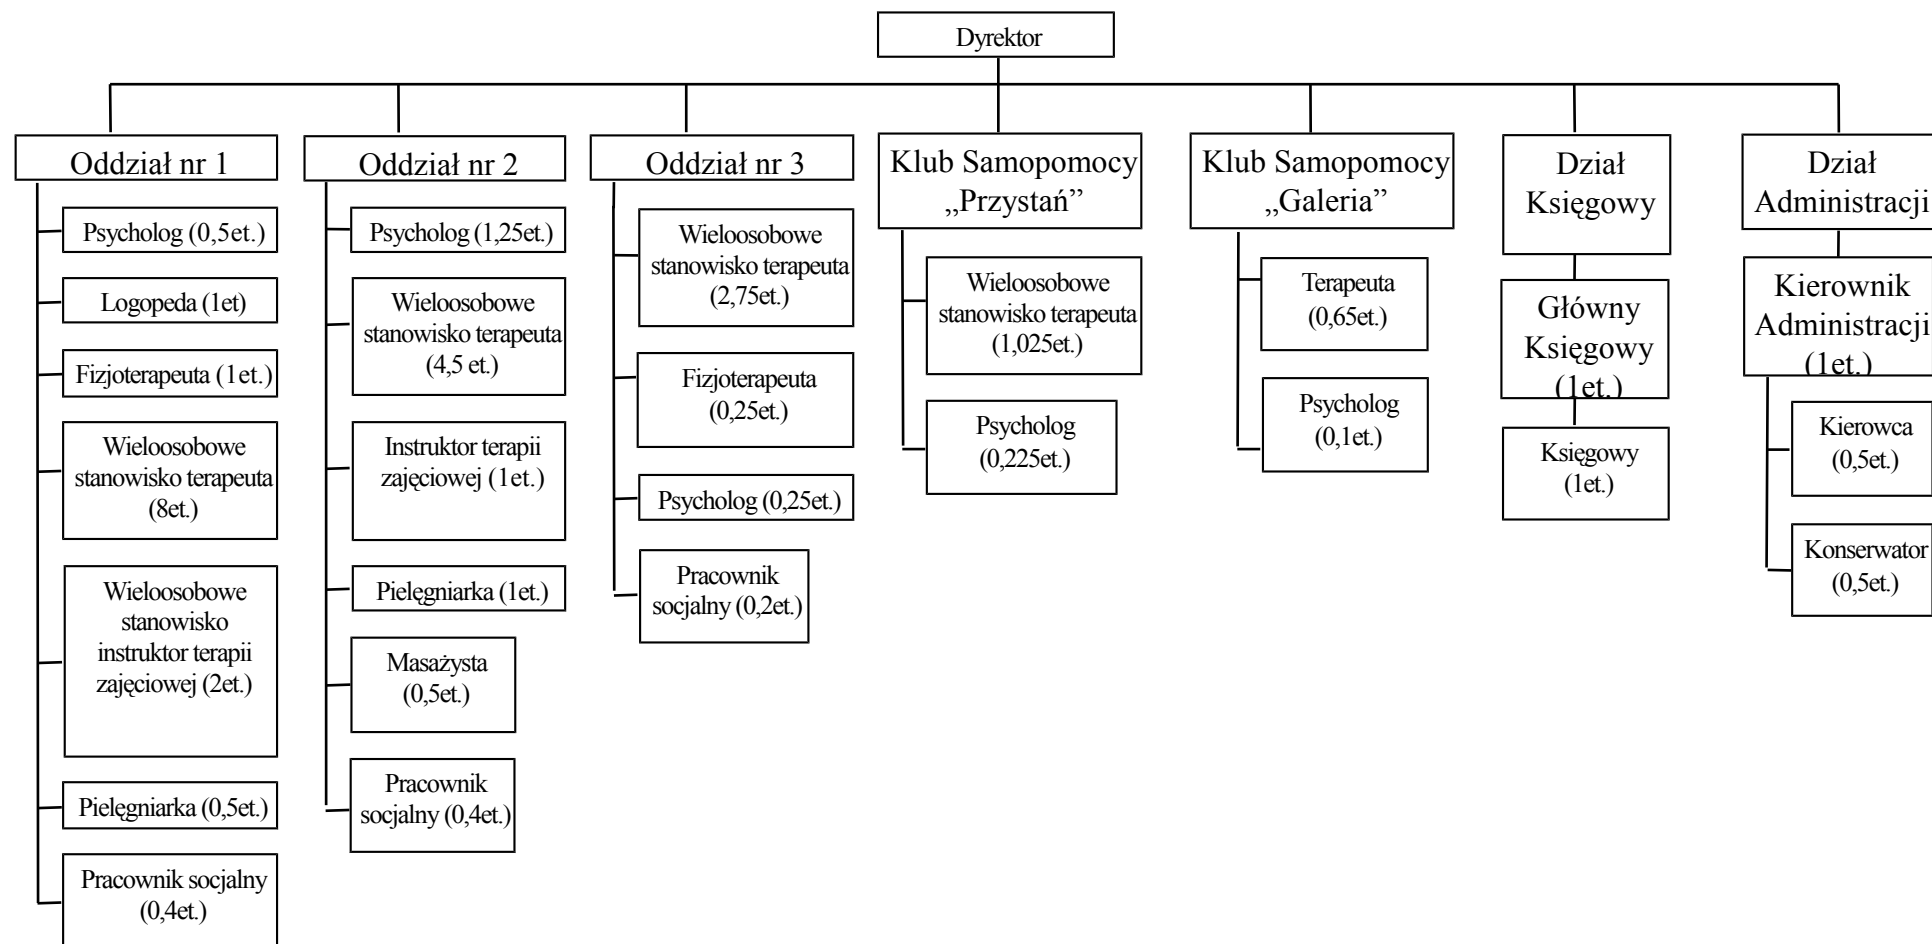 Dyrektor
Oddział nr 1
Psycholog (0,5et.)
Logopeda (1et)
Fizjoterapeuta (1et.)
Wieloosobowe
stanowisko terapeuta
(8et.)
Wieloosobowe
stanowisko
instruktor terapii
zajęciowej (2et.)
Pielęgniarka (0,5et.)
Pracownik socjalny
(0,4et.)
Oddział nr 2
Psycholog (1,25et.)
Wieloosobowe
stanowisko terapeuta
(4,5 et.)
Instruktor terapii
zajęciowej (1et.)
Pielęgniarka (1et.)
Masażysta
(0,5et.)
Pracownik
socjalny (0,4et.)
Oddział nr 3
Wieloosobowe
stanowisko terapeuta
(2,75et.)
Fizjoterapeuta
(0,25et.)
Psycholog (0,25et.)
Pracownik
socjalny (0,2et.)
Klub Samopomocy
„Przystań”
Wieloosobowe
stanowisko terapeuta
(1,025et.)
Psycholog
(0,225et.)
Klub Samopomocy
„Galeria”
Terapeuta
(0,65et.)
Psycholog
(0,1et.)
Dział
Księgowy
Główny
Księgowy
(1et.)
Księgowy
(1et.)
Dział
Administracji
Kierownik
Administracji
(1et.)
Kierowca
(0,5et.)
Konserwator
(0,5et.)